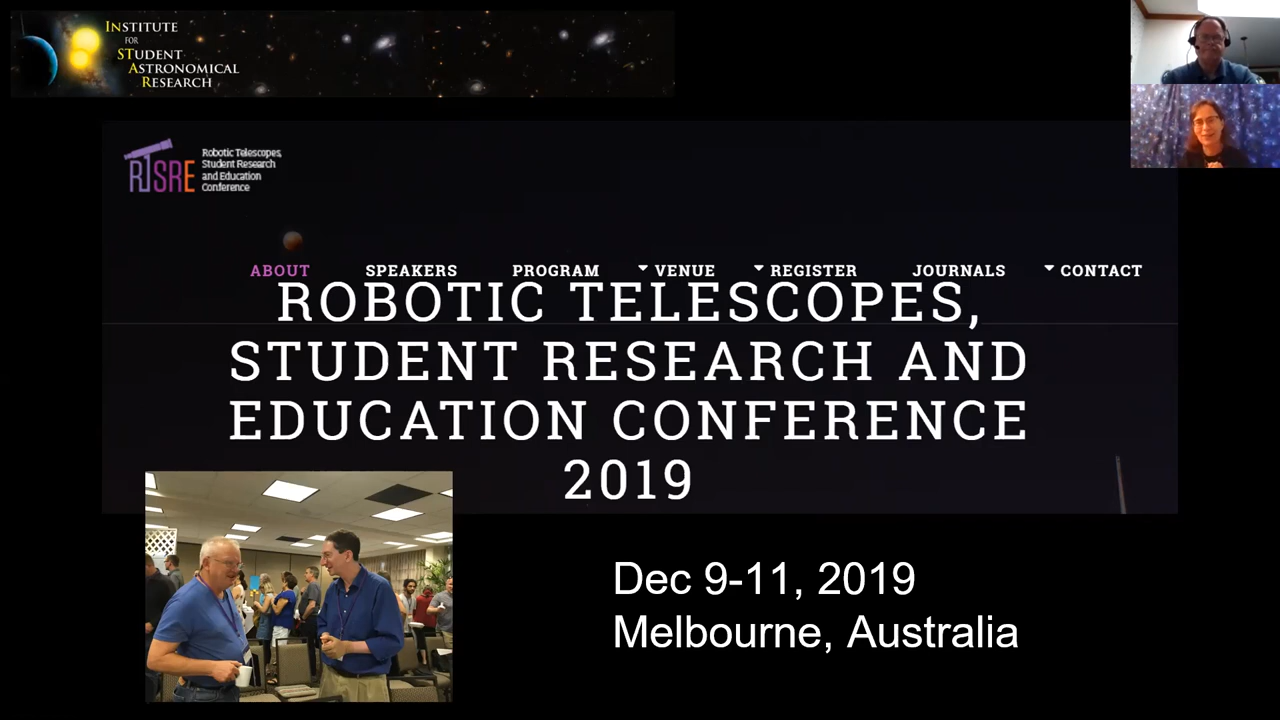 INSTITUTE
FOR
STUDENT
ASTRONOMICAL
RESEARCH
RTSRE
Robotic Telescopes,
Student Research
and Education
Conference
ABOUT SPEAKERS PROGRAM VENUE REGISTER JOURNALS CONTACT
ROBOTIC TELESCOPES,
STUDENT RESEARCH AND
EDUCATION CONFERENCE
2019
Dec 9-11, 2019
Melbourne, Australia